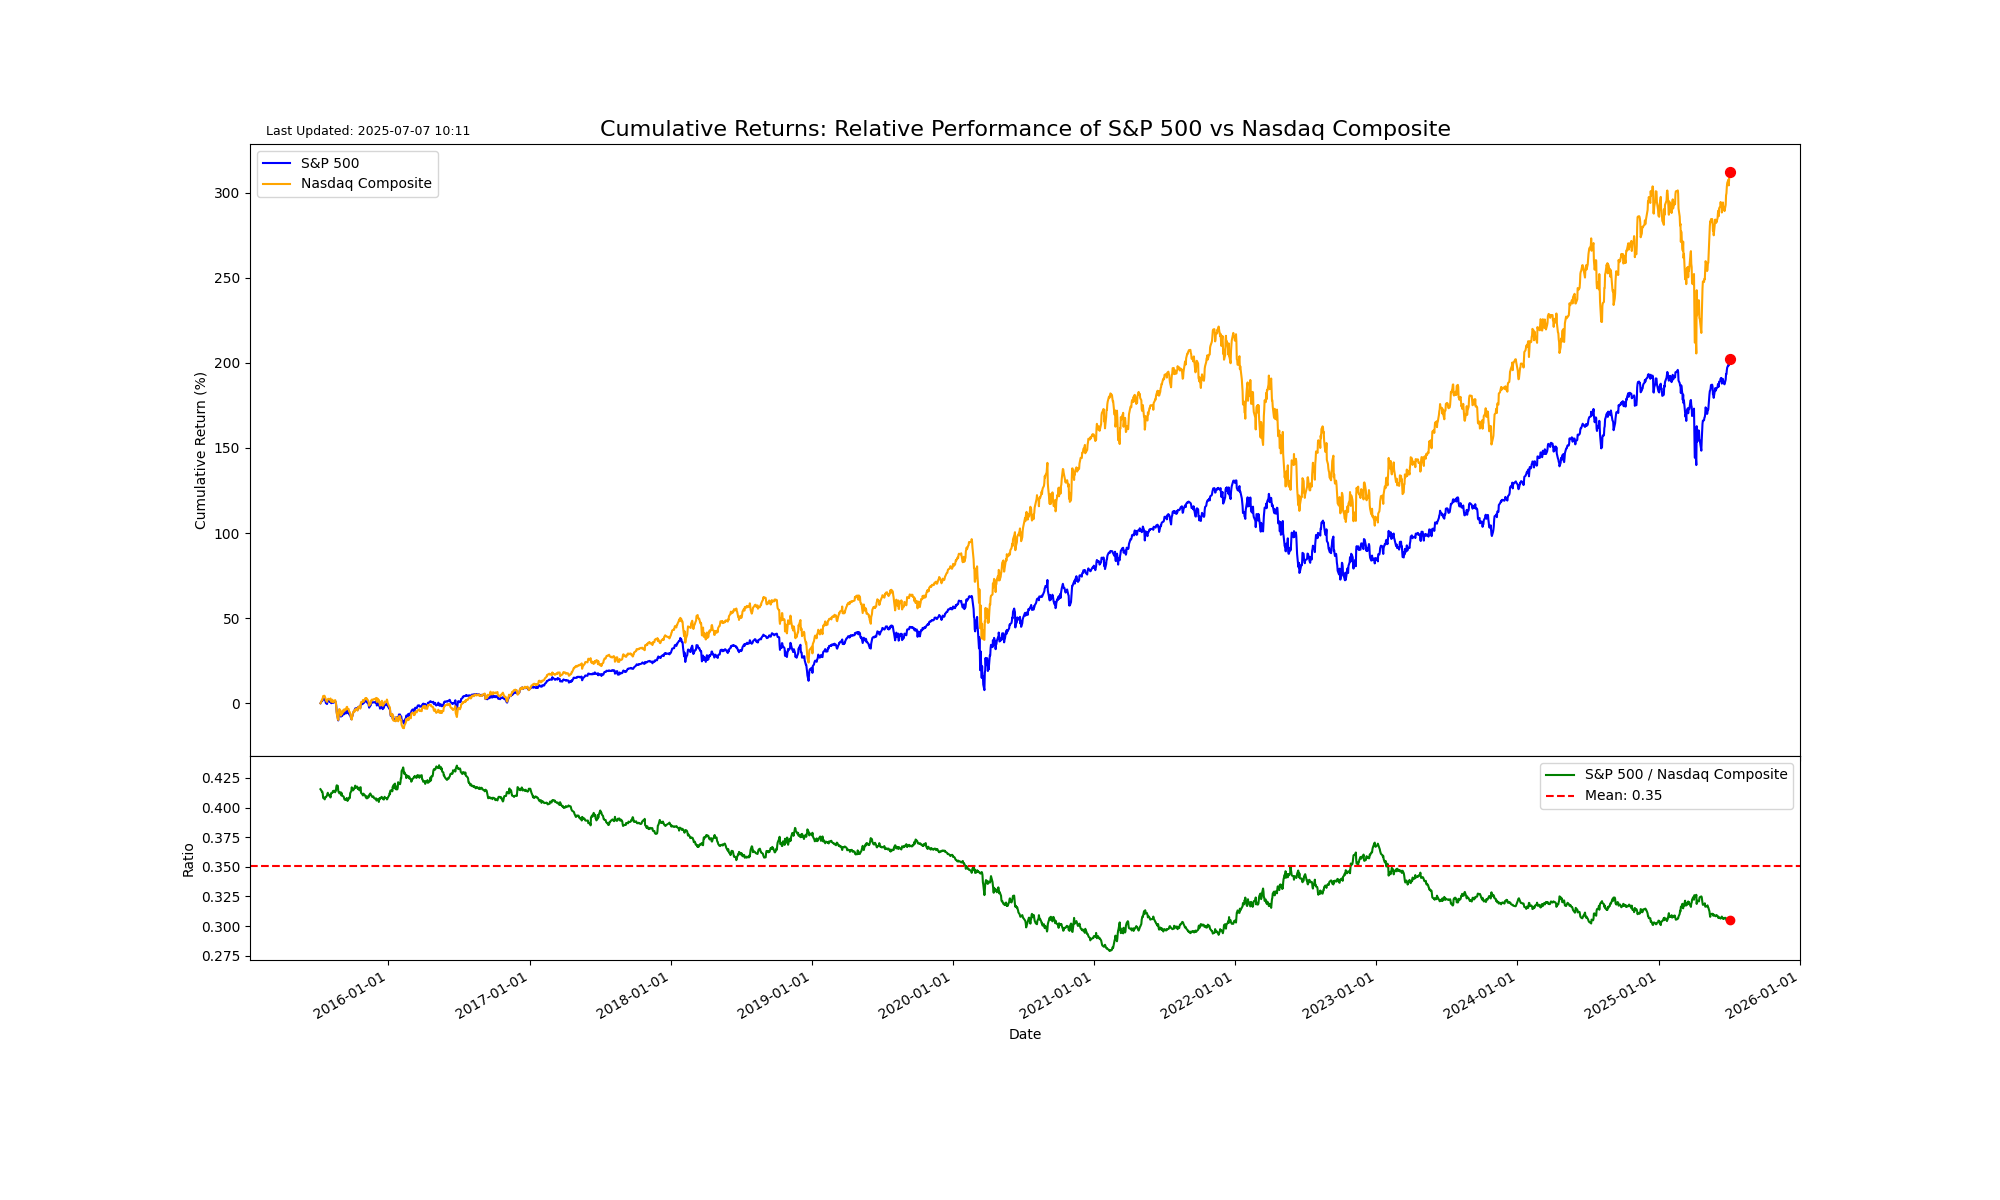 Last Updated: 2025-07-07 10:11
Cumulative Returns: Relative Performance of S&P 500 vs Nasdaq Composite
S&P 500
Nasdaq Composite
Cumulative Return (%)
300
250
200
150
100
50
0
S&P 500 / Nasdaq Composite
Mean: 0.35
Ratio
0.425
0.400
0.375
0.350
0.325
0.300
0.275
2016-01-01
2017-01-01
2018-01-01
2019-01-01
2020-01-01
2021-01-01
2022-01-01
2023-01-01
2024-01-01
2025-01-01
2026-01-01
Date